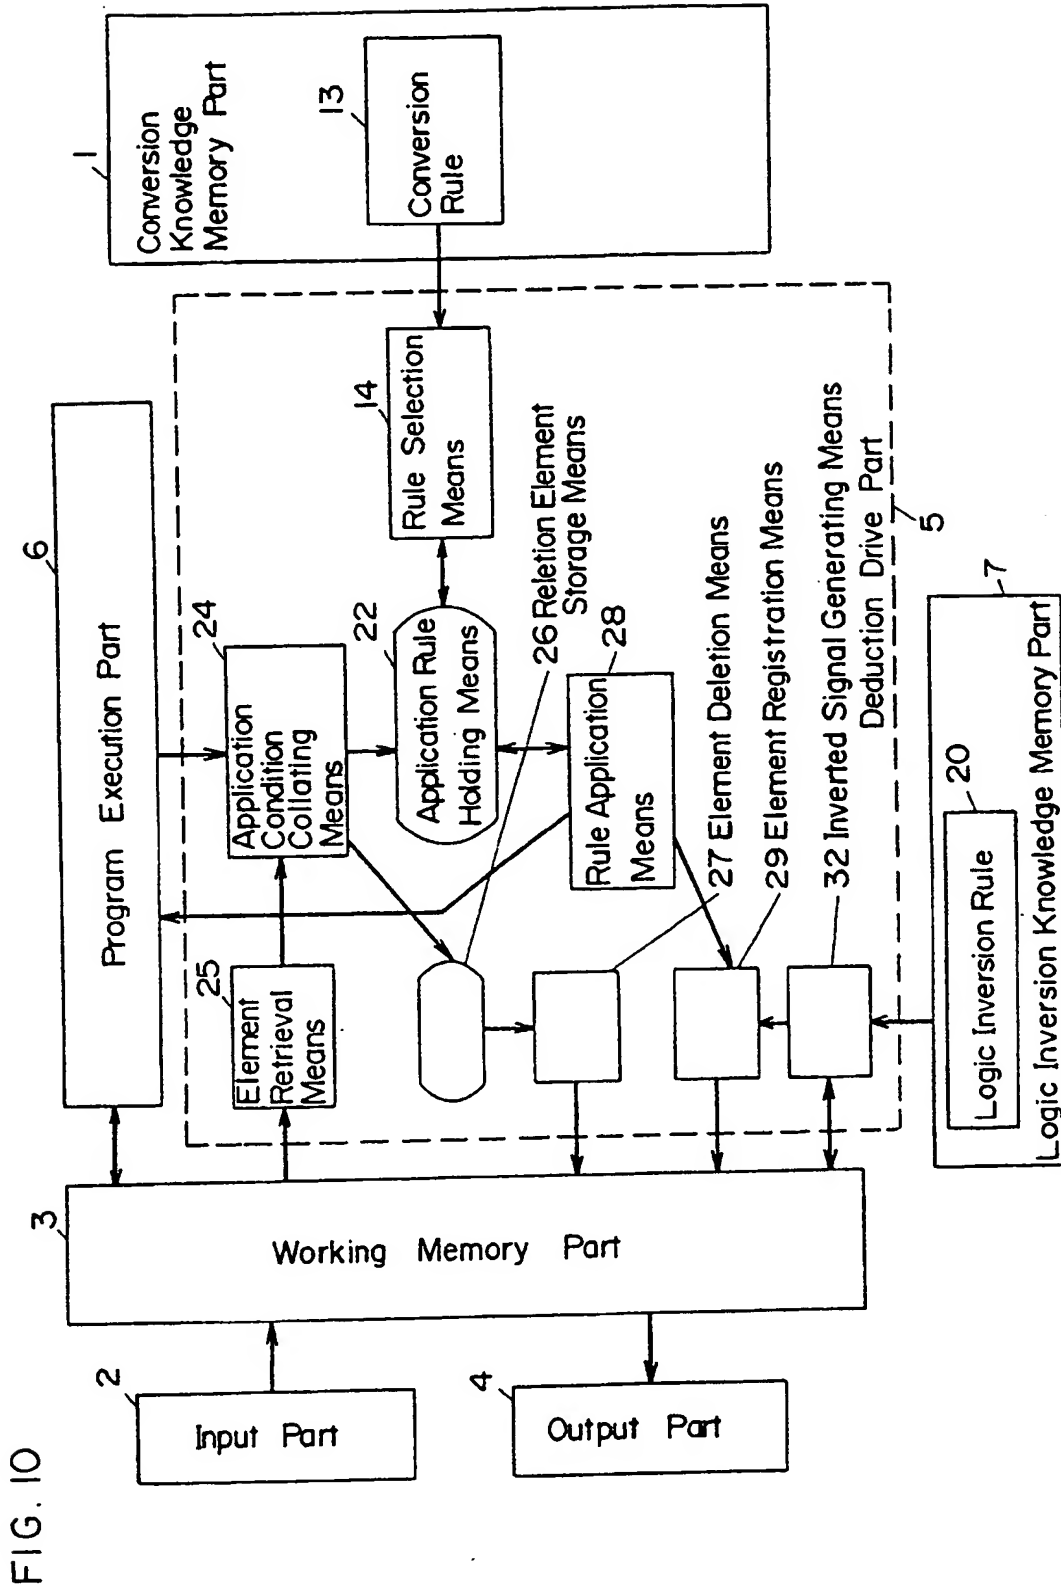 FIG. 10
2
Input Part
4
Output Part
3
Working Memory Part
6
Program Execution Part
25
Element
Retrieval
Means
24
Application
Condition
Collating
Means
22
Application Rule
Holding Means
14
Rule Selection
Means
1
Conversion
Knowledge
Memory Part
13
Conversion
Rule
26 Reletion Element
Storage Means
28
Rule Application
Means
27 Element Deletion Means
29 Element Registration Means
32 Inverted Signal Generating Means
Deduction Drive Part
5
7
20
Logic Inversion Rule
Logic Inversion Knowledge Memory Part